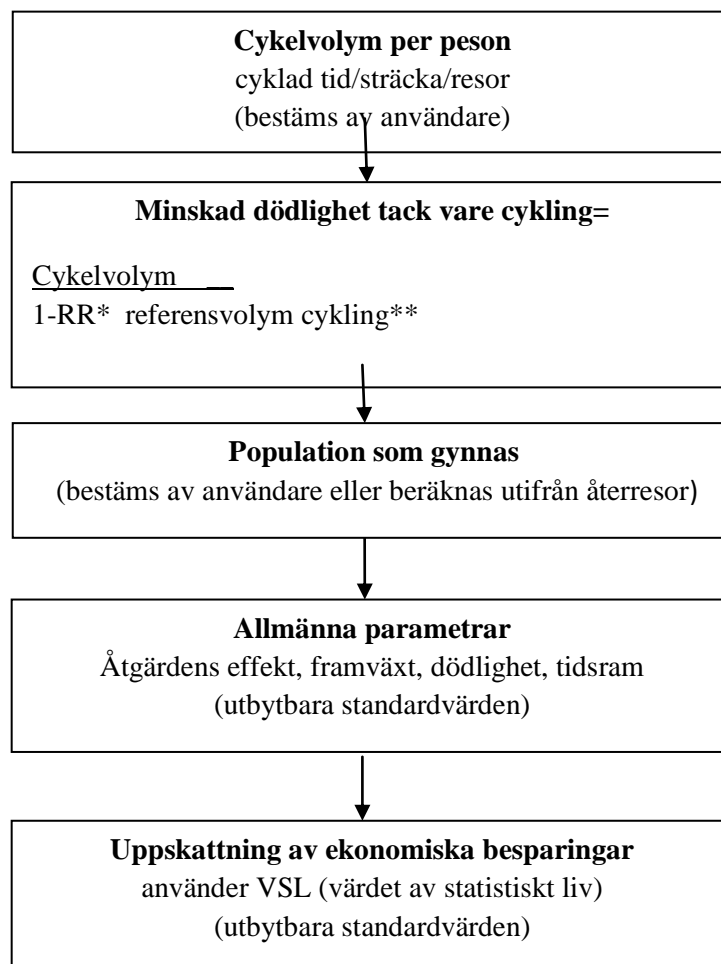 Cykelvolym per peson
cyklad tid/sträcka/resor
(bestäms av användare)
Minskad dödlighet tack vare cykling=
Cykelvolym __
1-RR* referensvolym cykling**
Population som gynnas
(bestäms av användare eller beräknas utifrån återresor)
Allmänna parametrar
Åtgärdens effekt, framväxt, dödlighet, tidsram
(utbytbara standardvärden)
Uppskattning av ekonomiska besparingar
använder VSL (värdet av statistiskt liv)
(utbytbara standardvärden)